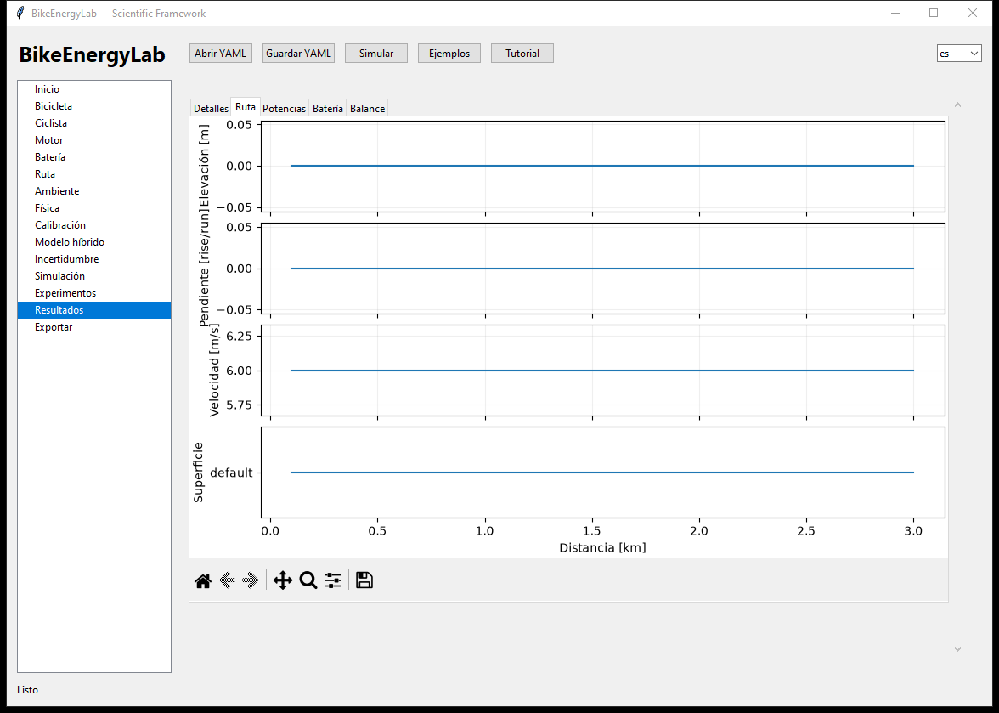 BikeEnergyLab — Scientific Framework
BikeEnergyLab
Abrir YAML
Guardar YAML
Simular
Ejemplos
Tutorial
es
Inicio
Bicicleta
Ciclista
Motor
Batería
Ruta
Ambiente
Física
Calibración
Modelo híbrido
Incertidumbre
Simulación
Experimentos
Resultados
Exportar
Detalles
Ruta
Potencias
Batería
Balance
Elevación [m]
0.05
0.00
−0.05
Pendiente [rise/run]
0.05
0.00
−0.05
Velocidad [m/s]
6.25
6.00
5.75
Superficie
default
0.0 0.5 1.0 1.5 2.0 2.5 3.0
Distancia [km]
Listo